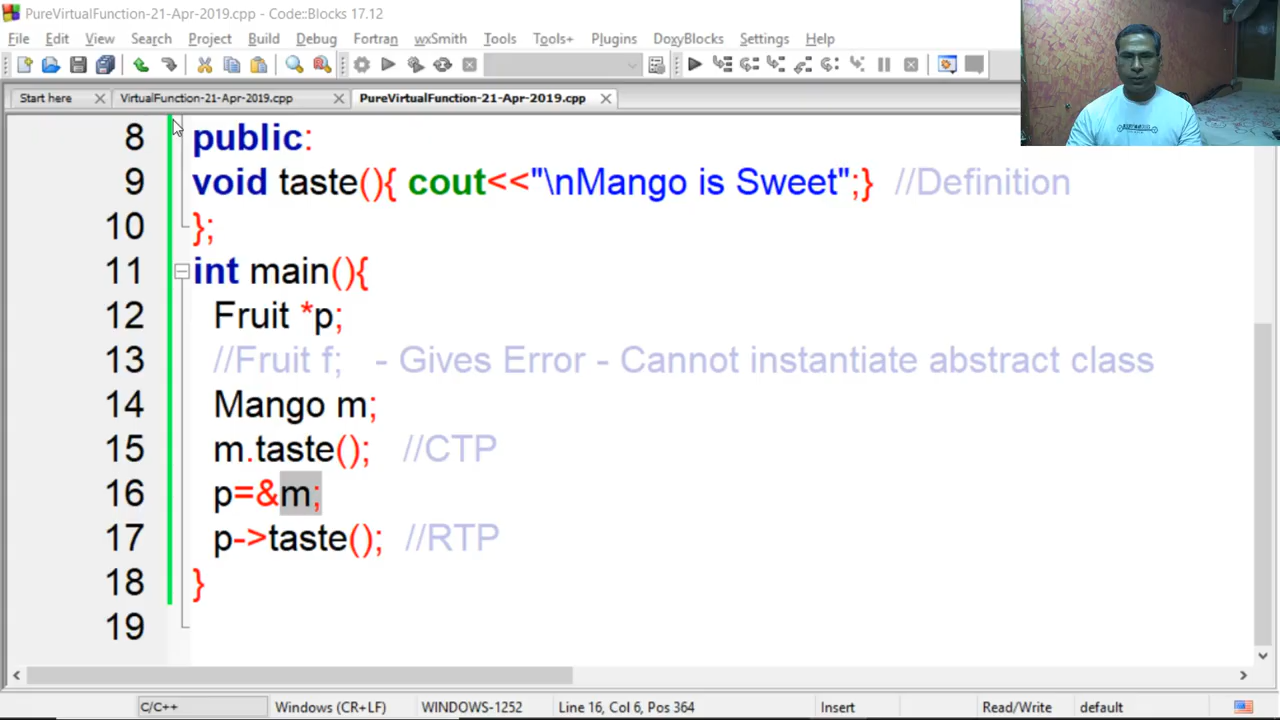 PureVirtualFunction-21-Apr-2019.cpp - Code::Blocks 17.12
File Edit View Search Project Build Debug Fortran wxSmith Tools Tools+ Plugins DoxyBlocks Settings Help
Start here VirtualFunction-21-Apr-2019.cpp PureVirtualFunction-21-Apr-2019.cpp
8 public:
9 void taste(){ cout<<"\nMango is Sweet";} //Definition
10 };
11 int main(){
12 Fruit *p;
13 //Fruit f; - Gives Error - Cannot instantiate abstract class
14 Mango m;
15 m.taste(); //CTP
16 p=&m;
17 p->taste(); //RTP
18 }
19
C/C++ Windows (CR+LF) WINDOWS-1252 Line 16, Col 6, Pos 364 Insert Read/Write default